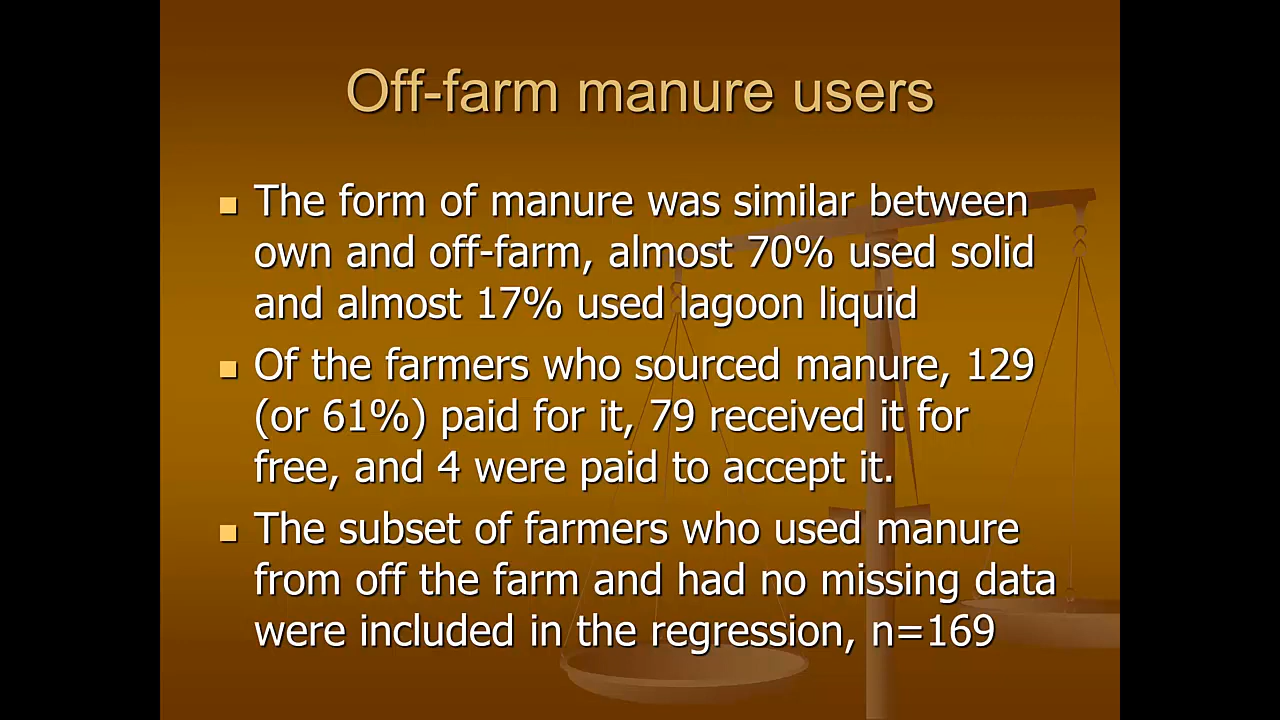 Off-farm manure users
The form of manure was similar between
own and off-farm, almost 70% used solid
and almost 17% used lagoon liquid
Of the farmers who sourced manure, 129
(or 61%) paid for it, 79 received it for
free, and 4 were paid to accept it.
The subset of farmers who used manure
from off the farm and had no missing data
were included in the regression, n=169